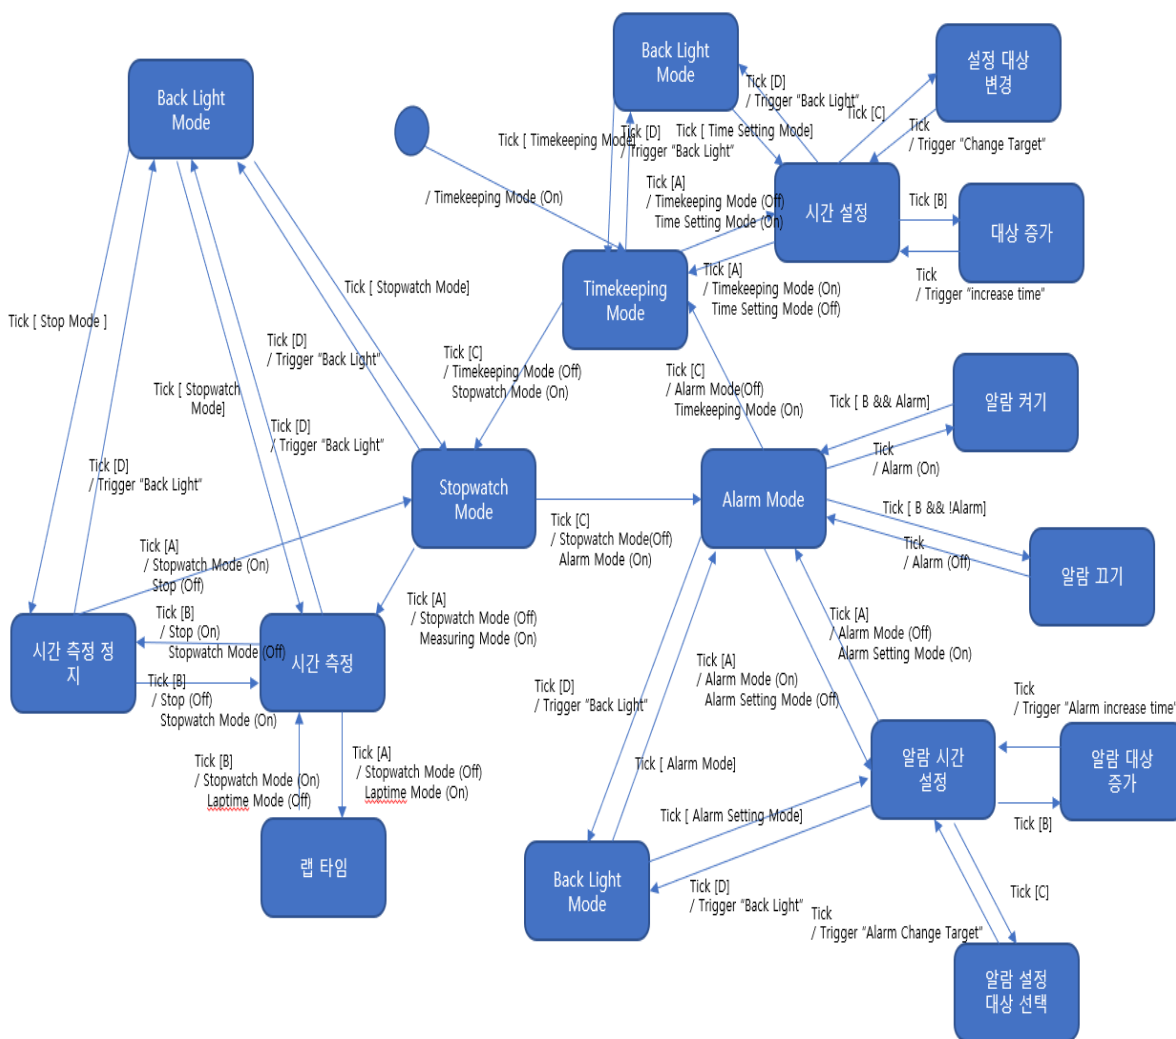 Back Light
Mode
설정 대상
변경
Back Light
Mode
Tick [D]
/ Trigger “Back Light”
Tick [C]
Tick [ Timekeeping Mode]
Tick [D]
/ Trigger “Back Light”
Tick [ Time Setting Mode]
Tick
/ Trigger “Change Target”
/ Timekeeping Mode (On)
Tick [A]
/ Timekeeping Mode (Off)
Time Setting Mode (On)
시간 설정
Tick [B]
대상 증가
Tick
/ Trigger “increase time”
Timekeeping
Mode
Tick [A]
/ Timekeeping Mode (On)
Time Setting Mode (Off)
Tick [ Stopwatch Mode]
Tick [ Stop Mode ]
Tick [D]
/ Trigger “Back Light”
Tick [C]
/ Timekeeping Mode (Off)
Stopwatch Mode (On)
Tick [C]
/ Alarm Mode(Off)
Timekeeping Mode (On)
Tick [ Stopwatch
Mode]
Tick [D]
/ Trigger “Back Light”
Tick [ B && Alarm]
알람 켜기
Tick
/ Alarm (On)
Tick [D]
/ Trigger “Back Light”
Stopwatch
Mode
Alarm Mode
Tick [ B && !Alarm]
Tick [C]
/ Stopwatch Mode(Off)
Alarm Mode (On)
Tick
/ Alarm (Off)
알람 끄기
Tick [A]
/ Stopwatch Mode (On)
Stop (Off)
Tick [A]
/ Stopwatch Mode (Off)
Measuring Mode (On)
Tick [B]
/ Stop (On)
Stopwatch Mode (Off)
시간 측정 정
지
시간 측정
Tick [A]
/ Alarm Mode (Off)
Alarm Setting Mode (On)
Tick [B]
/ Stop (Off)
Stopwatch Mode (On)
Tick [D]
/ Trigger “Back Light”
Tick [A]
/ Alarm Mode (On)
Alarm Setting Mode (Off)
Tick
/ Trigger “Alarm increase time”
Tick [B]
/ Stopwatch Mode (On)
Laptime Mode (Off)
Tick [A]
/ Stopwatch Mode (Off)
Laptime Mode (On)
알람 시간
설정
알람 대상
증가
Tick [ Alarm Mode]
Tick [ Alarm Setting Mode]
Tick [B]
랩 타임
Back Light
Mode
Tick [D]
/ Trigger “Back Light”
Tick [C]
Tick
/ Trigger “Alarm Change Target”
알람 설정
대상 선택